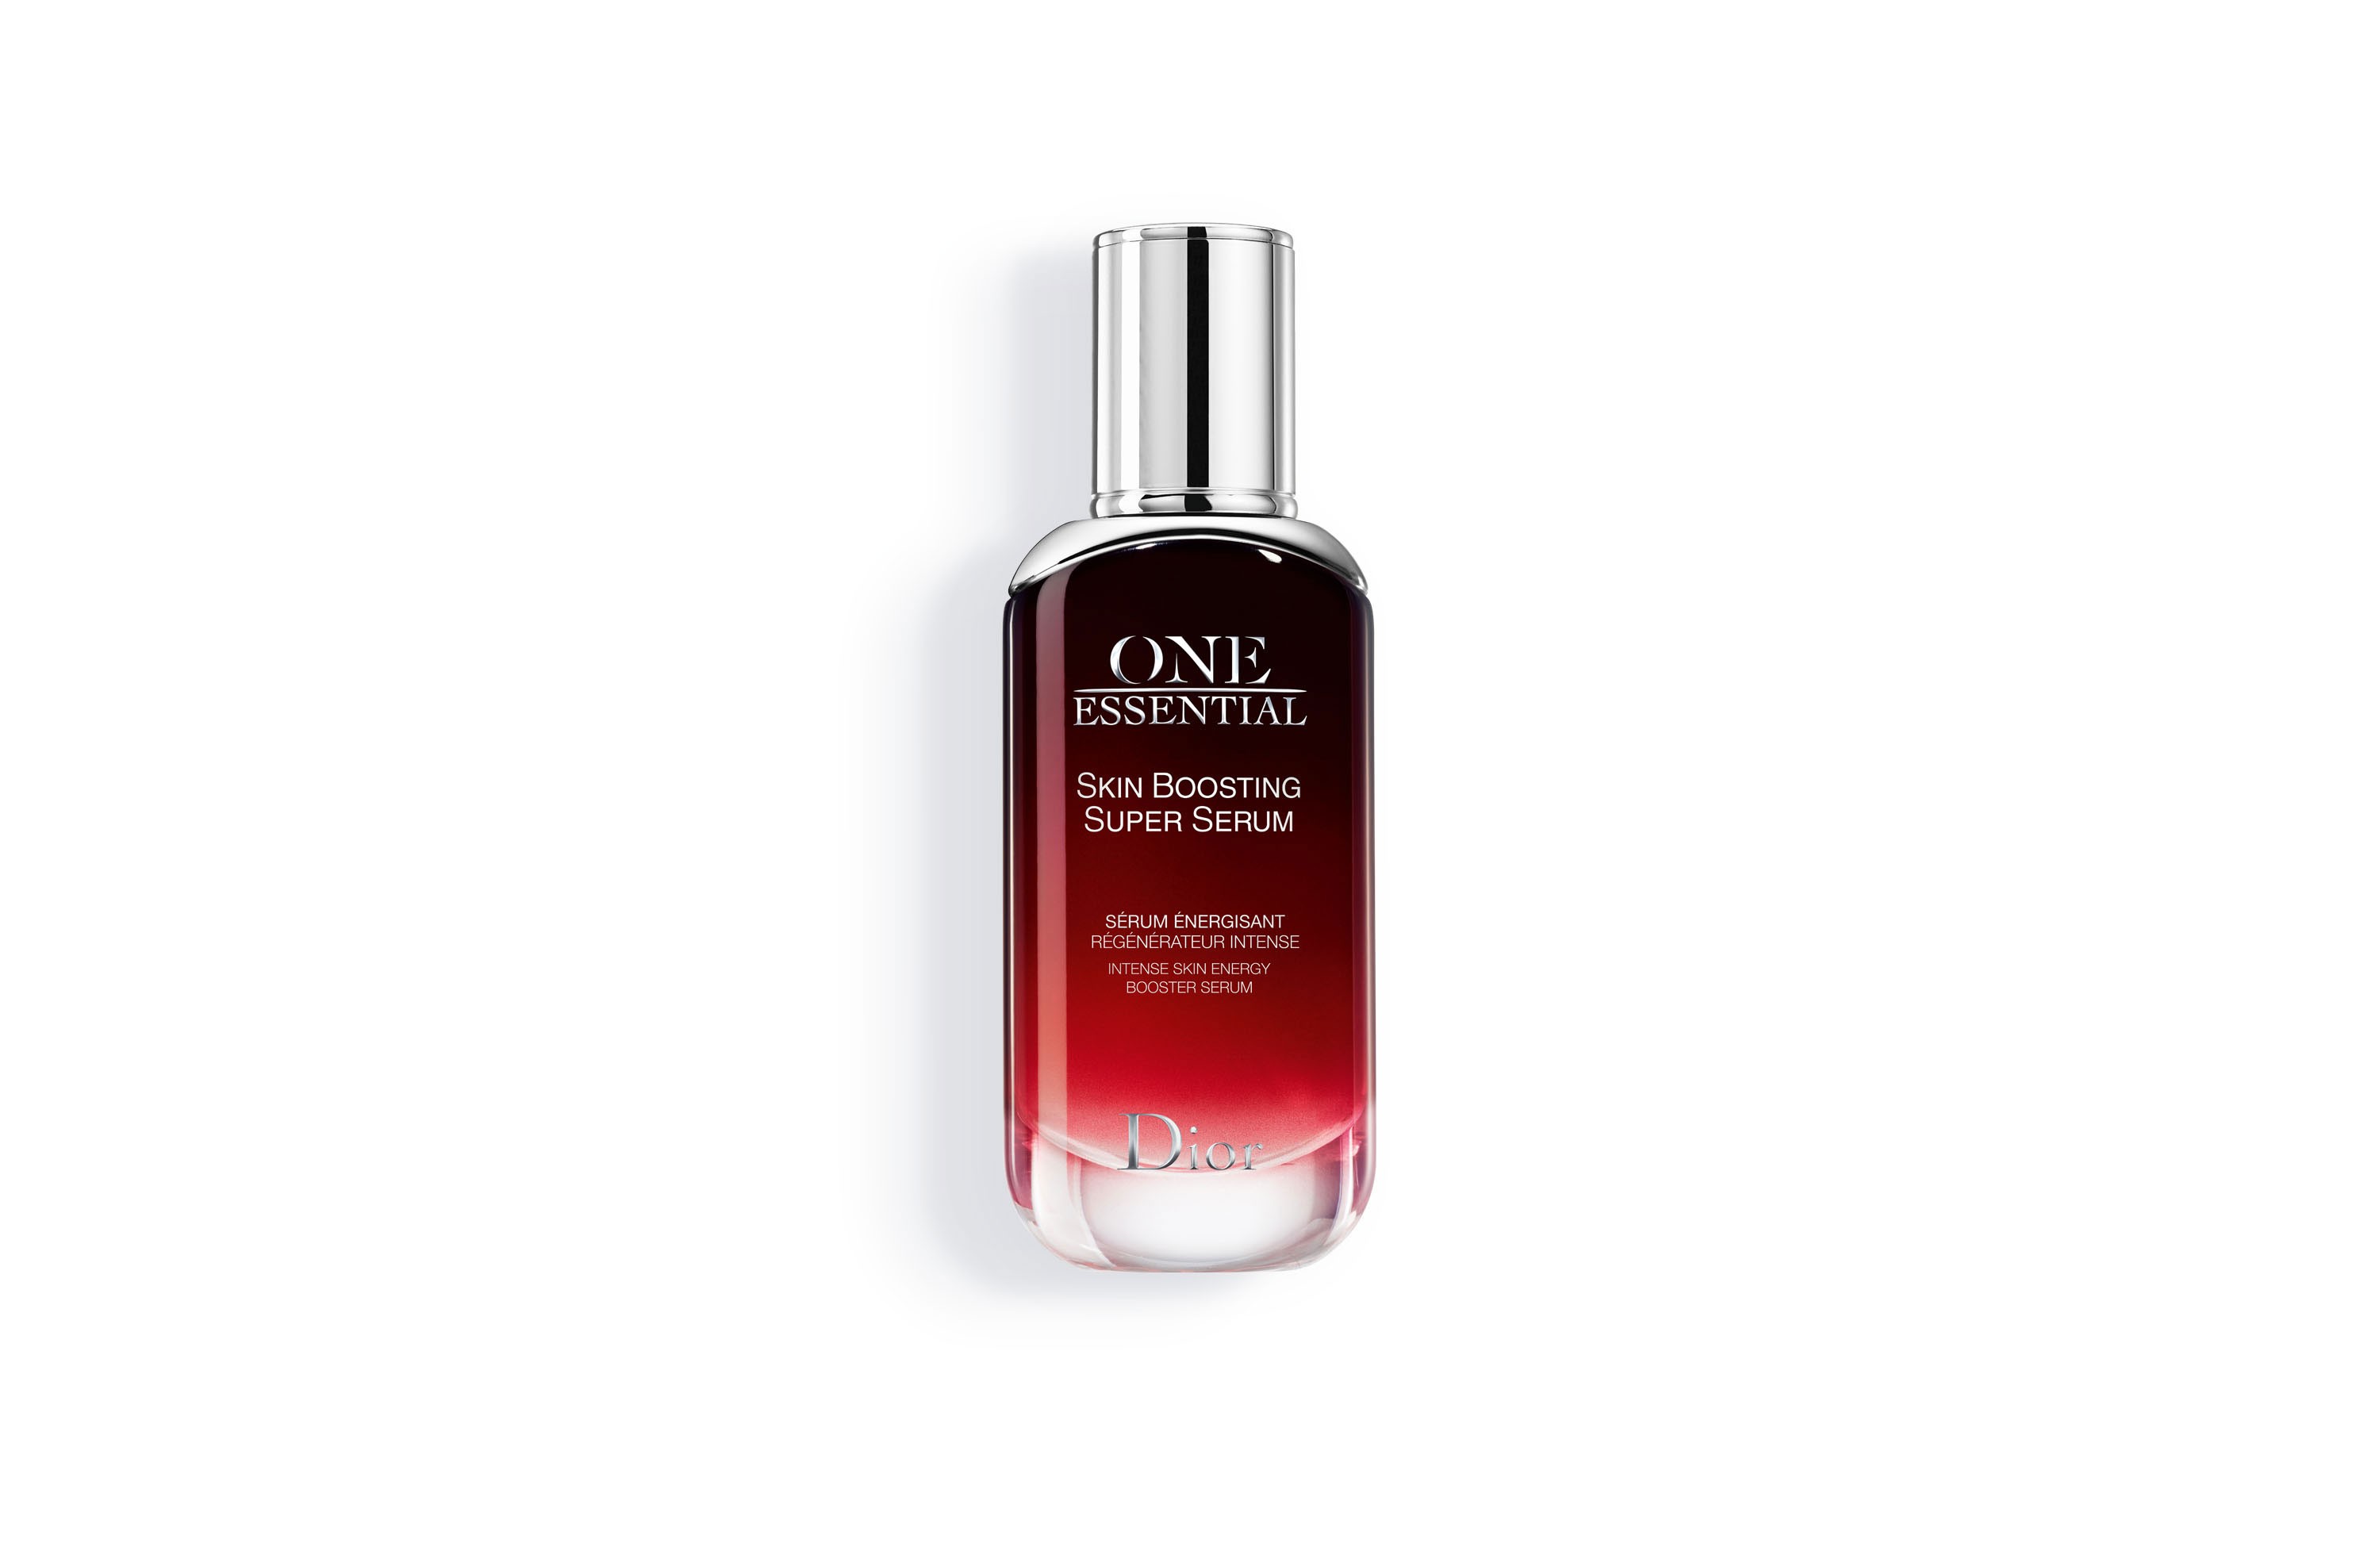 ONE
ESSENTIAL
SKIN BOOSTING
SUPER SERUM
SÉRUM ÉNERGISANT
RÉGÉNÉRATEUR INTENSE
INTENSE SKIN ENERGY
BOOSTER SERUM
Dior